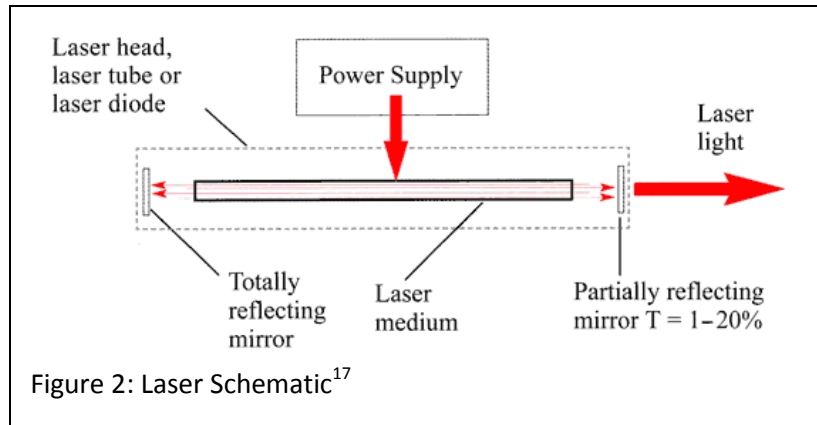 Laser head,
laser tube or
laser diode
Power Supply
Laser
light
Totally
reflecting
mirror
Laser
medium
Partially reflecting
mirror T = 1–20%
Figure 2: Laser Schematic¹⁷